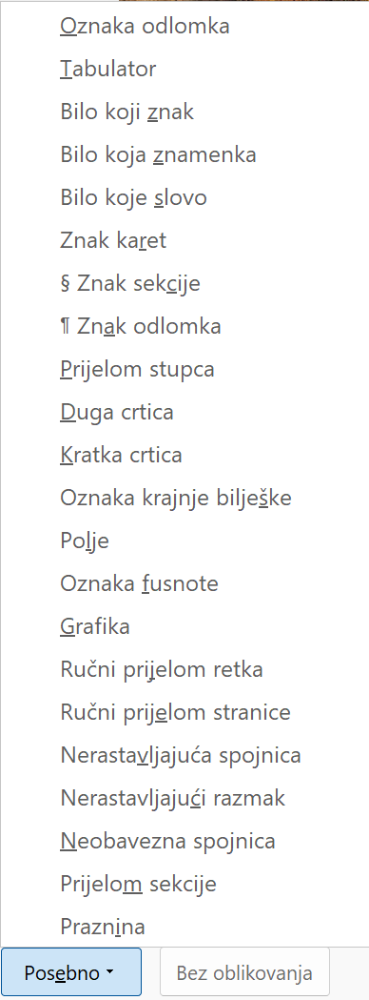 Oznaka odlomka
Tabulator
Bilo koji znak
Bilo koja znamenka
Bilo koje slovo
Znak karet
§ Znak sekcije
¶ Znak odlomka
Prijelom stupca
Duga crtica
Kratka crtica
Oznaka krajnje bilješke
Polje
Oznaka fusnote
Grafika
Ručni prijelom retka
Ručni prijelom stranice
Nerastavljajuća spojnica
Nerastavljajući razmak
Neobavezna spojnica
Prijelom sekcije
Praznina
Posebno
Bez oblikovanja